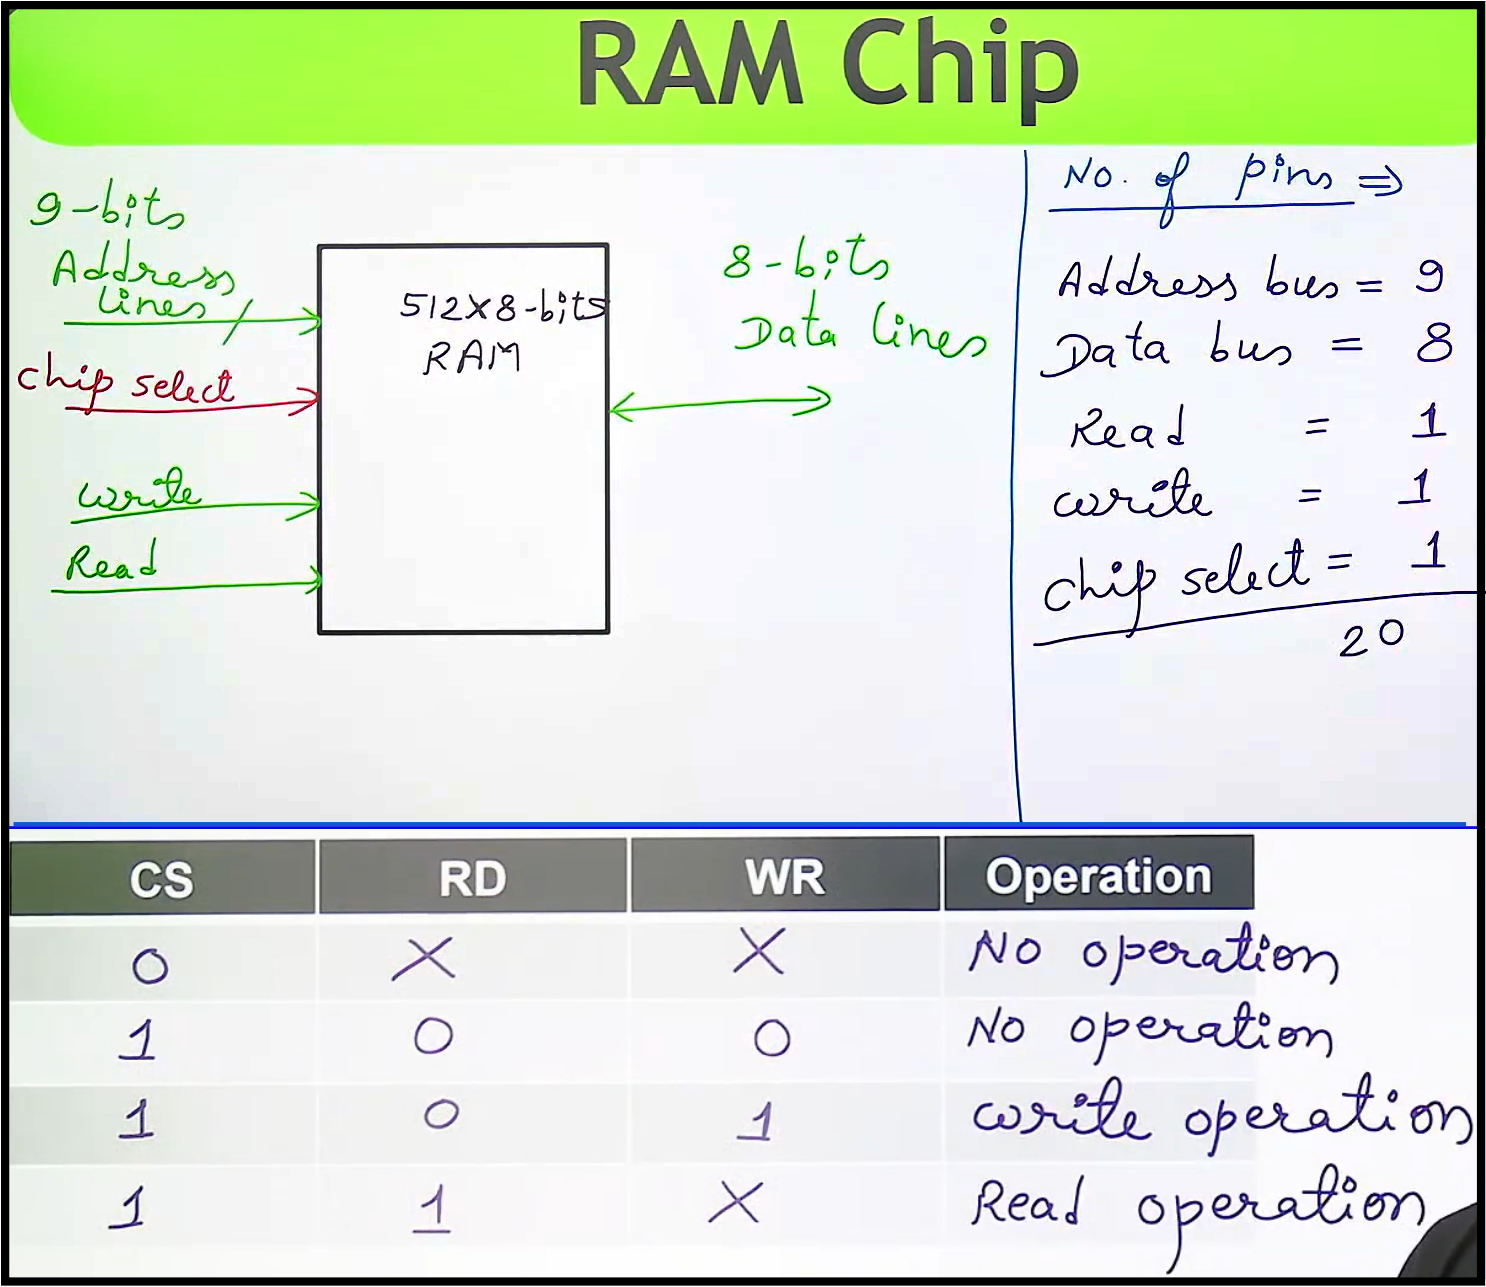 RAM Chip
9-bits
Address
lines
chip select
write
Read
512x8-bits
RAM
8-bits
Data lines
No. of pins ⇒
Address bus = 9
Data bus = 8
Read = 1
write = 1
chip select = 1
20
CS RD WR Operation
0 X X No operation
1 0 0 No operation
1 0 1 write operation
1 1 X Read operation